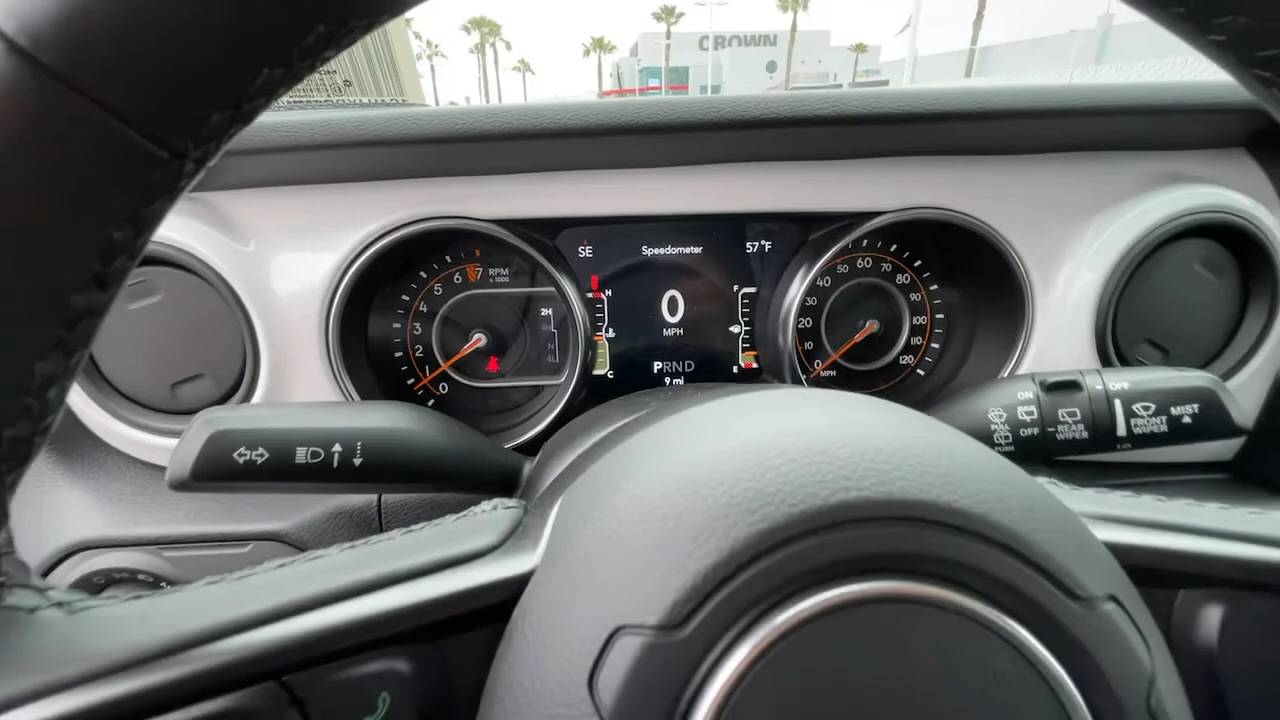 CROWN
SE Speedometer 57°F
H
F
0
MPH
C
E
PRND
9 mi
7 RPM
x 1000
6
5
4
3
2
1
0
2H
4H
N
4L
0
10
20
30
40
50
60
70
80
90
100
120
MPH
ON
OFF
PULL
PUSH
REAR
WIPER
OFF
FRONT
WIPER
MIST
LO